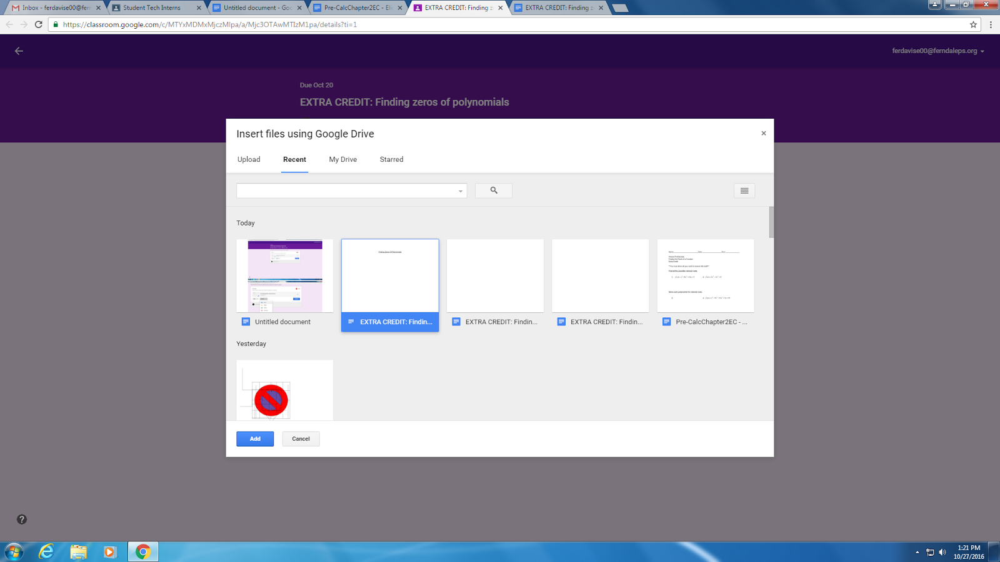 Inbox - ferdavise00@fern
Student Tech Interns
Untitled document - Goo
Pre-CalcChapter2EC - Eli
EXTRA CREDIT: Finding z
EXTRA CREDIT: Finding z
https://classroom.google.com/c/MTYxMDMxMjczMlpa/a/Mjc3OTAwMTIzM1pa/details?ti=1
ferdavise00@ferndaleps.org
Due Oct 20
EXTRA CREDIT: Finding zeros of polynomials
Insert files using Google Drive
Upload
Recent
My Drive
Starred
Today
Untitled document
EXTRA CREDIT: Findin...
EXTRA CREDIT: Findin...
EXTRA CREDIT: Findin...
Pre-CalcChapter2EC - ...
Yesterday
Add
Cancel
?
1:21 PM
10/27/2016